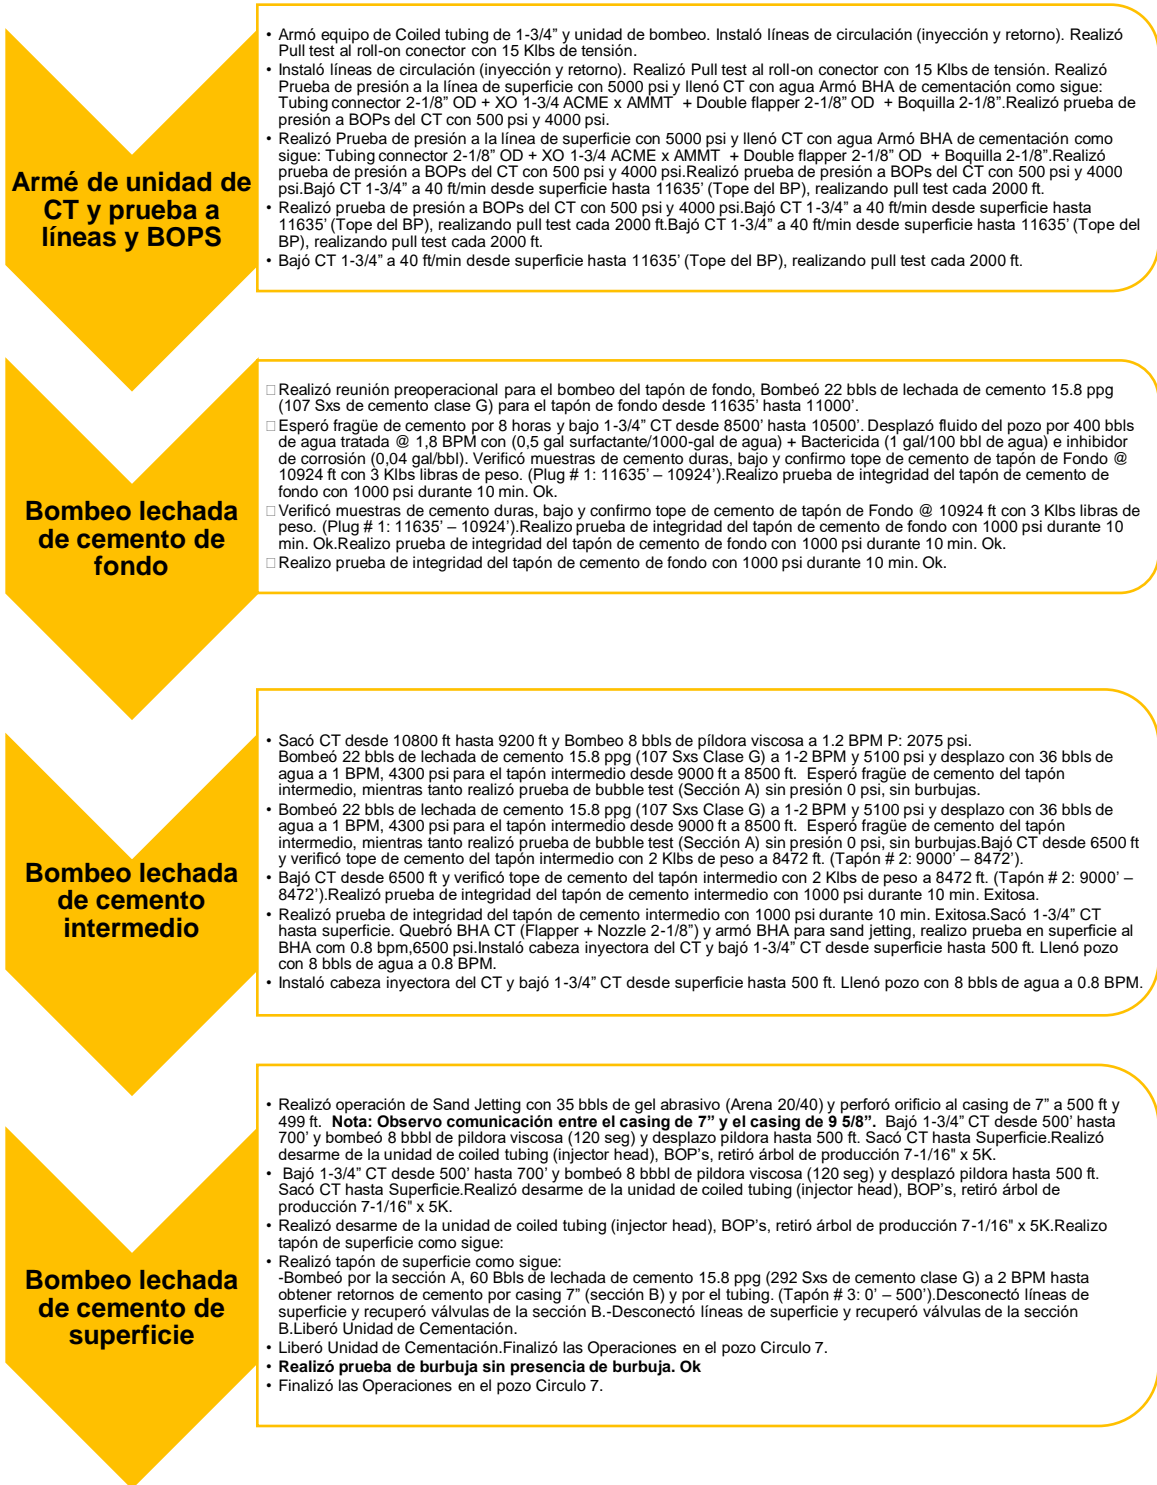 Armé de unidad de
CT y prueba a
líneas y BOPS
• Armó equipo de Coiled tubing de 1-3/4” y unidad de bombeo. Instaló líneas de circulación (inyección y retorno). Realizó
Pull test al roll-on conector con 15 Klbs de tensión.
• Instaló líneas de circulación (inyección y retorno). Realizó Pull test al roll-on conector con 15 Klbs de tensión. Realizó
Prueba de presión a la línea de superficie con 5000 psi y llenó CT con agua Armó BHA de cementación como sigue:
Tubing connector 2-1/8” OD + XO 1-3/4 ACME x AMMT + Double flapper 2-1/8” OD + Boquilla 2-1/8”.Realizó prueba de
presión a BOPs del CT con 500 psi y 4000 psi.
• Realizó Prueba de presión a la línea de superficie con 5000 psi y llenó CT con agua Armó BHA de cementación como
sigue: Tubing connector 2-1/8” OD + XO 1-3/4 ACME x AMMT + Double flapper 2-1/8” OD + Boquilla 2-1/8”.Realizó
prueba de presión a BOPs del CT con 500 psi y 4000 psi.Realizó prueba de presión a BOPs del CT con 500 psi y 4000
psi.Bajó CT 1-3/4” a 40 ft/min desde superficie hasta 11635’ (Tope del BP), realizando pull test cada 2000 ft.
• Realizó prueba de presión a BOPs del CT con 500 psi y 4000 psi.Bajó CT 1-3/4” a 40 ft/min desde superficie hasta
11635’ (Tope del BP), realizando pull test cada 2000 ft.Bajó CT 1-3/4” a 40 ft/min desde superficie hasta 11635’ (Tope del
BP), realizando pull test cada 2000 ft.
• Bajó CT 1-3/4” a 40 ft/min desde superficie hasta 11635’ (Tope del BP), realizando pull test cada 2000 ft.
Bombeo lechada
de cemento de
fondo
□ Realizó reunión preoperacional para el bombeo del tapón de fondo, Bombeó 22 bbls de lechada de cemento 15.8 ppg
(107 Sxs de cemento clase G) para el tapón de fondo desde 11635’ hasta 11000’.
□ Esperó fragüe de cemento por 8 horas y bajo 1-3/4” CT desde 8500’ hasta 10500’. Desplazó fluido del pozo por 400 bbls
de agua tratada @ 1,8 BPM con (0,5 gal surfactante/1000-gal de agua) + Bactericida (1 gal/100 bbl de agua) e inhibidor
de corrosión (0,04 gal/bbl). Verificó muestras de cemento duras, bajo y confirmo tope de cemento de tapón de Fondo @
10924 ft con 3 Klbs libras de peso. (Plug # 1: 11635’ – 10924’).Realizo prueba de integridad del tapón de cemento de
fondo con 1000 psi durante 10 min. Ok.
□ Verificó muestras de cemento duras, bajo y confirmo tope de cemento de tapón de Fondo @ 10924 ft con 3 Klbs libras de
peso. (Plug # 1: 11635’ – 10924’).Realizo prueba de integridad del tapón de cemento de fondo con 1000 psi durante 10
min. Ok.Realizo prueba de integridad del tapón de cemento de fondo con 1000 psi durante 10 min. Ok.
□ Realizo prueba de integridad del tapón de cemento de fondo con 1000 psi durante 10 min. Ok.
Bombeo lechada
de cemento
intermedio
• Sacó CT desde 10800 ft hasta 9200 ft y Bombeo 8 bbls de píldora viscosa a 1.2 BPM P: 2075 psi.
Bombeó 22 bbls de lechada de cemento 15.8 ppg (107 Sxs Clase G) a 1-2 BPM y 5100 psi y desplazo con 36 bbls de
agua a 1 BPM, 4300 psi para el tapón intermedio desde 9000 ft a 8500 ft. Esperó fragüe de cemento del tapón
intermedio, mientras tanto realizó prueba de bubble test (Sección A) sin presión 0 psi, sin burbujas.
• Bombeó 22 bbls de lechada de cemento 15.8 ppg (107 Sxs Clase G) a 1-2 BPM y 5100 psi y desplazo con 36 bbls de
agua a 1 BPM, 4300 psi para el tapón intermedio desde 9000 ft a 8500 ft. Esperó fragüe de cemento del tapón
intermedio, mientras tanto realizó prueba de bubble test (Sección A) sin presión 0 psi, sin burbujas.Bajó CT desde 6500 ft
y verificó tope de cemento del tapón intermedio con 2 Klbs de peso a 8472 ft. (Tapón # 2: 9000’ – 8472’).
• Bajó CT desde 6500 ft y verificó tope de cemento del tapón intermedio con 2 Klbs de peso a 8472 ft. (Tapón # 2: 9000’ –
8472’).Realizó prueba de integridad del tapón de cemento intermedio con 1000 psi durante 10 min. Exitosa.
• Realizó prueba de integridad del tapón de cemento intermedio con 1000 psi durante 10 min. Exitosa.Sacó 1-3/4” CT
hasta superficie. Quebró BHA CT (Flapper + Nozzle 2-1/8”) y armó BHA para sand jetting, realizo prueba en superficie al
BHA com 0.8 bpm,6500 psi.Instaló cabeza inyectora del CT y bajó 1-3/4” CT desde superficie hasta 500 ft. Llenó pozo
con 8 bbls de agua a 0.8 BPM.
• Instaló cabeza inyectora del CT y bajó 1-3/4” CT desde superficie hasta 500 ft. Llenó pozo con 8 bbls de agua a 0.8 BPM.
Bombeo lechada
de cemento de
superficie
• Realizó operación de Sand Jetting con 35 bbls de gel abrasivo (Arena 20/40) y perforó orificio al casing de 7” a 500 ft y
499 ft. Nota: Observo comunicación entre el casing de 7” y el casing de 9 5/8”. Bajó 1-3/4” CT desde 500’ hasta
700’ y bombeó 8 bbbl de pildora viscosa (120 seg) y desplazo pildora hasta 500 ft. Sacó CT hasta Superficie.Realizó
desarme de la unidad de coiled tubing (injector head), BOP’s, retiró árbol de producción 7-1/16" x 5K.
• Bajó 1-3/4” CT desde 500’ hasta 700’ y bombeó 8 bbbl de pildora viscosa (120 seg) y desplazó pildora hasta 500 ft.
Sacó CT hasta Superficie.Realizó desarme de la unidad de coiled tubing (injector head), BOP’s, retiró árbol de
producción 7-1/16" x 5K.
• Realizó desarme de la unidad de coiled tubing (injector head), BOP’s, retiró árbol de producción 7-1/16" x 5K.Realizo
tapón de superficie como sigue:
• Realizó tapón de superficie como sigue:
-Bombeó por la sección A, 60 Bbls de lechada de cemento 15.8 ppg (292 Sxs de cemento clase G) a 2 BPM hasta
obtener retornos de cemento por casing 7” (sección B) y por el tubing. (Tapón # 3: 0’ – 500’).Desconectó líneas de
superficie y recuperó válvulas de la sección B.-Desconectó líneas de superficie y recuperó válvulas de la sección
B.Liberó Unidad de Cementación.
• Liberó Unidad de Cementación.Finalizó las Operaciones en el pozo Circulo 7.
• Realizó prueba de burbuja sin presencia de burbuja. Ok
• Finalizó las Operaciones en el pozo Circulo 7.